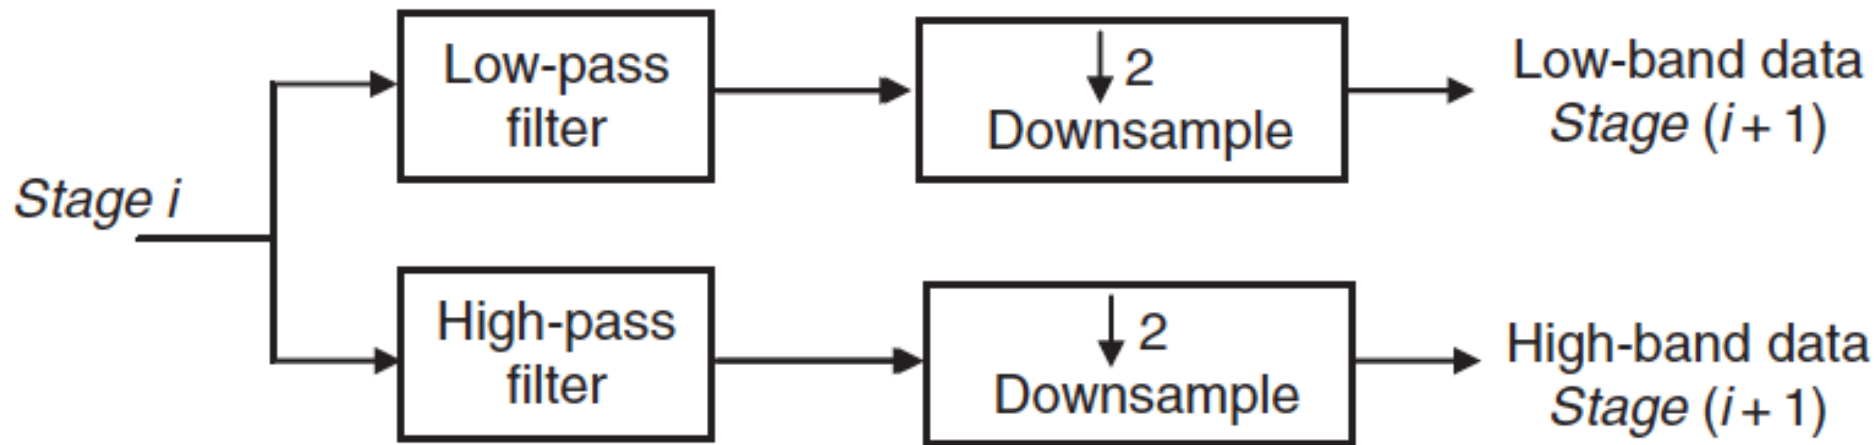 Stage i
Low-pass
filter
↓2
Downsample
Low-band data
Stage (i + 1)
High-pass
filter
↓2
Downsample
High-band data
Stage (i + 1)